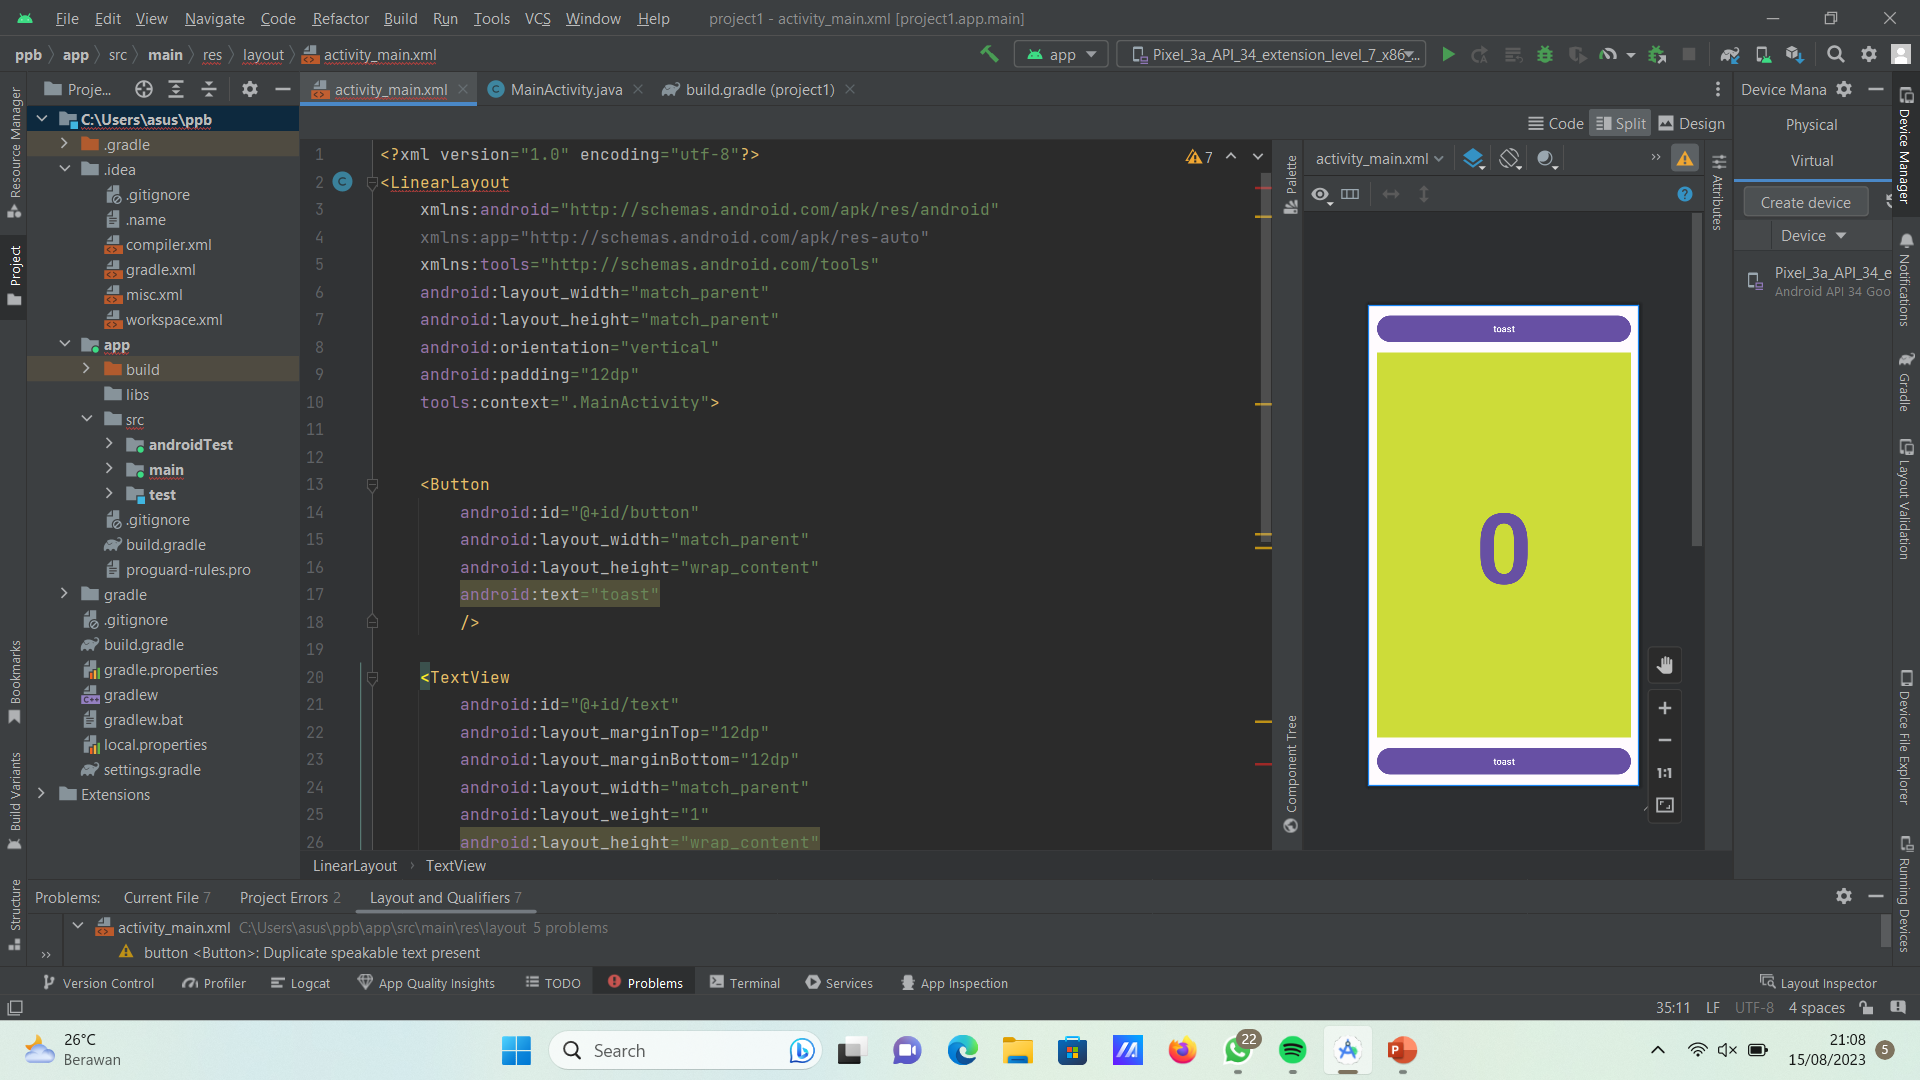 File Edit View Navigate Code Refactor Build Run Tools VCS Window Help project1 - activity_main.xml [project1.app.main]
ppb app src main res layout activity_main.xml app Pixel_3a_API_34_extension_level_7_x86...
Proje... activity_main.xml MainActivity.java build.gradle (project1) Device Mana
Code Split Design
Physical
Virtual
Create device
Device
Pixel_3a_API_34_e
Android API 34 Goo
Resource Manager
Project
Bookmarks
Build Variants
Structure
C:\Users\asus\ppb
.gradle
.idea
.gitignore
.name
compiler.xml
gradle.xml
misc.xml
workspace.xml
app
build
libs
src
androidTest
main
test
.gitignore
build.gradle
proguard-rules.pro
gradle
.gitignore
build.gradle
gradle.properties
gradlew
gradlew.bat
local.properties
settings.gradle
Extensions
7
1 <?xml version="1.0" encoding="utf-8"?>
2 <LinearLayout
3 xmlns:android="http://schemas.android.com/apk/res/android"
4 xmlns:app="http://schemas.android.com/apk/res-auto"
5 xmlns:tools="http://schemas.android.com/tools"
6 android:layout_width="match_parent"
7 android:layout_height="match_parent"
8 android:orientation="vertical"
9 android:padding="12dp"
10 tools:context=".MainActivity">
11
12
13 <Button
14 android:id="@+id/button"
15 android:layout_width="match_parent"
16 android:layout_height="wrap_content"
17 android:text="toast"
18 />
19
20 <TextView
21 android:id="@+id/text"
22 android:layout_marginTop="12dp"
23 android:layout_marginBottom="12dp"
24 android:layout_width="match_parent"
25 android:layout_weight="1"
26 android:layout_height="wrap_content"
LinearLayout TextView
Palette
Component Tree
activity_main.xml
toast
0
toast
1:1
Attributes
Device Manager
Notifications
Gradle
Layout Validation
Device File Explorer
Running Devices
Problems: Current File 7 Project Errors 2 Layout and Qualifiers 7
activity_main.xml C:\Users\asus\ppb\app\src\main\res\layout 5 problems
button <Button>: Duplicate speakable text present
Version Control Profiler Logcat App Quality Insights TODO Problems Terminal Services App Inspection Layout Inspector
35:11 LF UTF-8 4 spaces
26°C
Berawan
Search
22
21:08
15/08/2023
5